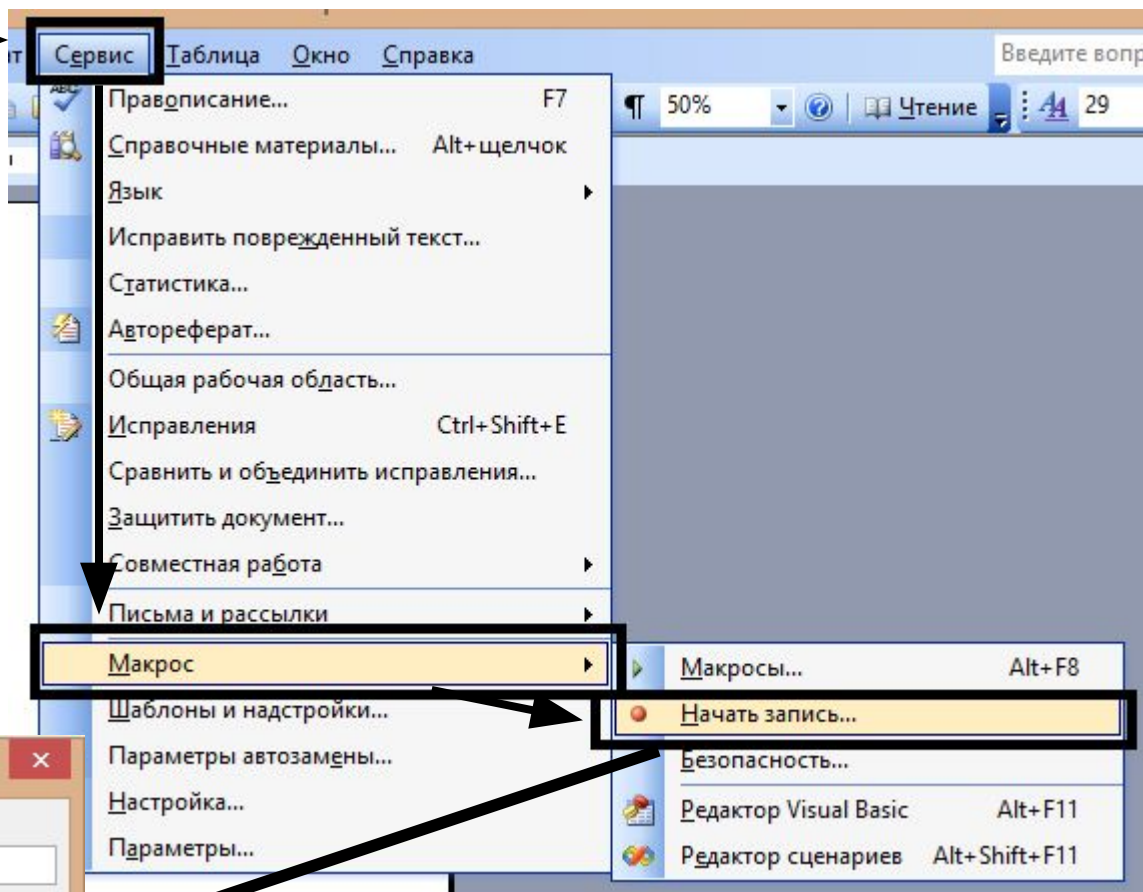 Сервис Таблица Окно Справка Введите вопр
Правописание... F7
¶ 50% Чтение 29
Справочные материалы... Alt+щелчок
Язык
Исправить поврежденный текст...
Статистика...
Автореферат...
Общая рабочая область...
Исправления Ctrl+Shift+E
Сравнить и объединить исправления...
Защитить документ...
Совместная работа
Письма и рассылки
Макрос
Шаблоны и надстройки...
Параметры автозамены...
Настройка...
Параметры...
Макросы... Alt+F8
Начать запись...
Безопасность...
Редактор Visual Basic Alt+F11
Редактор сценариев Alt+Shift+F11